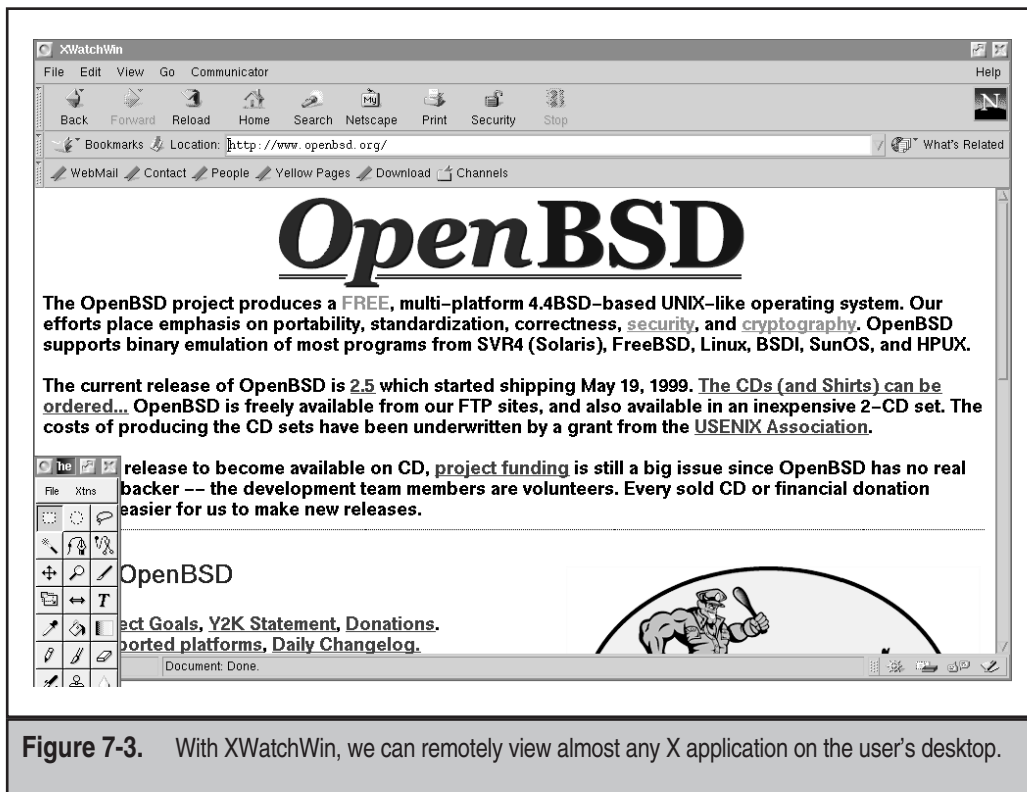 XWatchWin
File Edit View Go Communicator Help
Back Forward Reload Home Search Netscape Print Security Stop
My
N
Bookmarks Location: http://www.openbsd.org/ What's Related
WebMail Contact People Yellow Pages Download Channels
OpenBSD
The OpenBSD project produces a FREE, multi-platform 4.4BSD-based UNIX-like operating system. Our
efforts place emphasis on portability, standardization, correctness, security, and cryptography. OpenBSD
supports binary emulation of most programs from SVR4 (Solaris), FreeBSD, Linux, BSDI, SunOS, and HPUX.
The current release of OpenBSD is 2.5 which started shipping May 19, 1999. The CDs (and Shirts) can be
ordered... OpenBSD is freely available from our FTP sites, and also available in an inexpensive 2-CD set. The
costs of producing the CD sets have been underwritten by a grant from the USENIX Association.
he
release to become available on CD, project funding is still a big issue since OpenBSD has no real
File Xtns
backer -- the development team members are volunteers. Every sold CD or financial donation
easier for us to make new releases.
T
OpenBSD
ect Goals, Y2K Statement, Donations.
ported platforms, Daily Changelog.
Document: Done.
Figure 7-3. With XWatchWin, we can remotely view almost any X application on the user's desktop.